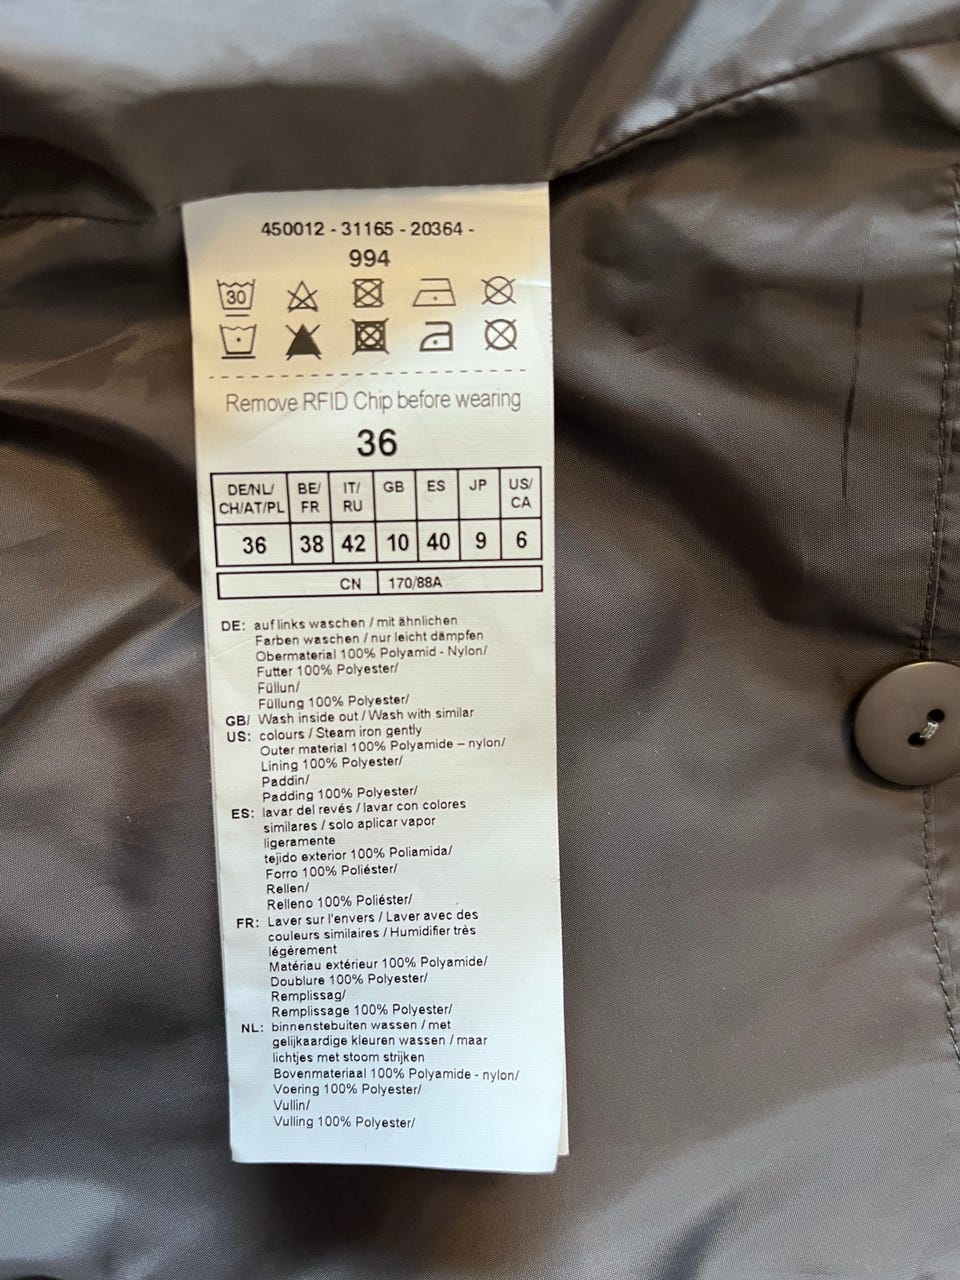 450012 - 31165 - 20364 -
994
30
Remove RFID Chip before wearing
36
DE/NL/ CH/AT/PL BE/ FR IT/ RU GB ES JP US/ CA
36 38 42 10 40 9 6
CN 170/88A
DE: auf links waschen / mit ähnlichen
Farben waschen / nur leicht dämpfen
Obermaterial 100% Polyamid - Nylon/
Futter 100% Polyester/
Füllun/
Füllung 100% Polyester/
GB/ Wash inside out / Wash with similar
US: colours / Steam iron gently
Outer material 100% Polyamide – nylon/
Lining 100% Polyester/
Paddin/
Padding 100% Polyester/
ES: lavar del revés / lavar con colores
similares / solo aplicar vapor
ligeramente
tejido exterior 100% Poliamida/
Forro 100% Poliéster/
Rellen/
Relleno 100% Poliéster/
FR: Laver sur l'envers / Laver avec des
couleurs similaires / Humidifier très
légèrement
Matériau extérieur 100% Polyamide/
Doublure 100% Polyester/
Remplissag/
Remplissage 100% Polyester/
NL: binnenstebuiten wassen / met
gelijkaardige kleuren wassen / maar
lichtjes met stoom strijken
Bovenmateriaal 100% Polyamide - nylon/
Voering 100% Polyester/
Vullin/
Vulling 100% Polyester/